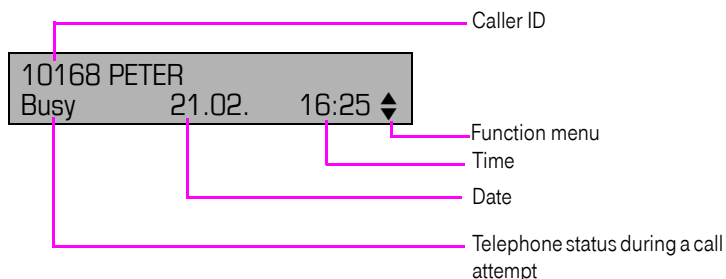 Caller ID
10168 PETER
Busy 21.02. 16:25
Function menu
Time
Date
Telephone status during a call
attempt